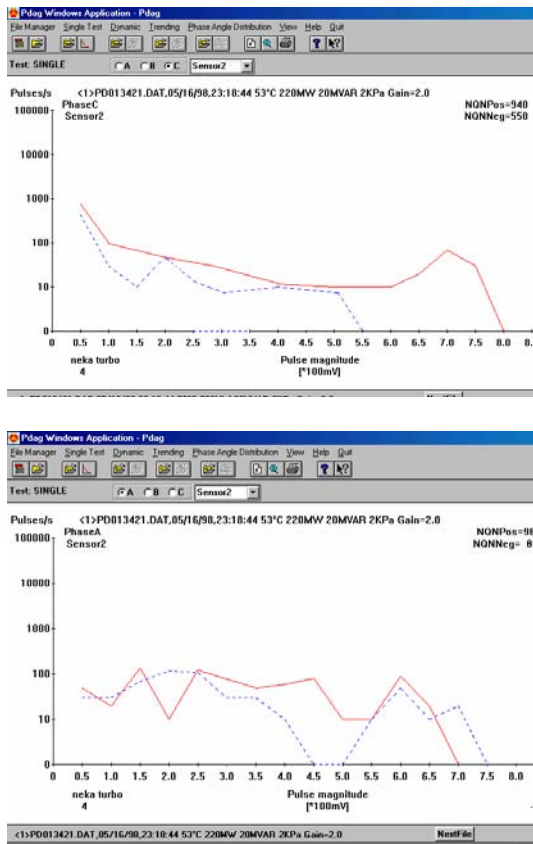 Pdag Windows Application - Pdag
File Manager Single Test Dynamic Trending Phase Angle Distribution View Help Quit
Test: SINGLE A B C Sensor2
Pulses/s <1>PD013421.DAT,05/16/98,23:18:44 53°C 220MW 20MVAR 2KPa Gain=2.0
PhaseC NQNPos=940
Sensor2 NQNNeg=550
100000
10000
1000
100
10
0
0 0.5 1.0 1.5 2.0 2.5 3.0 3.5 4.0 4.5 5.0 5.5 6.0 6.5 7.0 7.5 8.0 8.
neka turbo Pulse magnitude
4 [*100mV]
Pdag Windows Application - Pdag
File Manager Single Test Dynamic Trending Phase Angle Distribution View Help Quit
Test: SINGLE A B C Sensor2
Pulses/s <1>PD013421.DAT,05/16/98,23:18:44 53°C 220MW 20MVAR 2KPa Gain=2.0
PhaseA NQNPos=98
Sensor2 NQNNeg= 8
100000
10000
1000
100
10
0
0 0.5 1.0 1.5 2.0 2.5 3.0 3.5 4.0 4.5 5.0 5.5 6.0 6.5 7.0 7.5 8.0
neka turbo Pulse magnitude
4 [*100mV]
<1>PD013421.DAT,05/16/98,23:18:44 53°C 220MW 20MVAR 2KPa Gain=2.0 NextFile